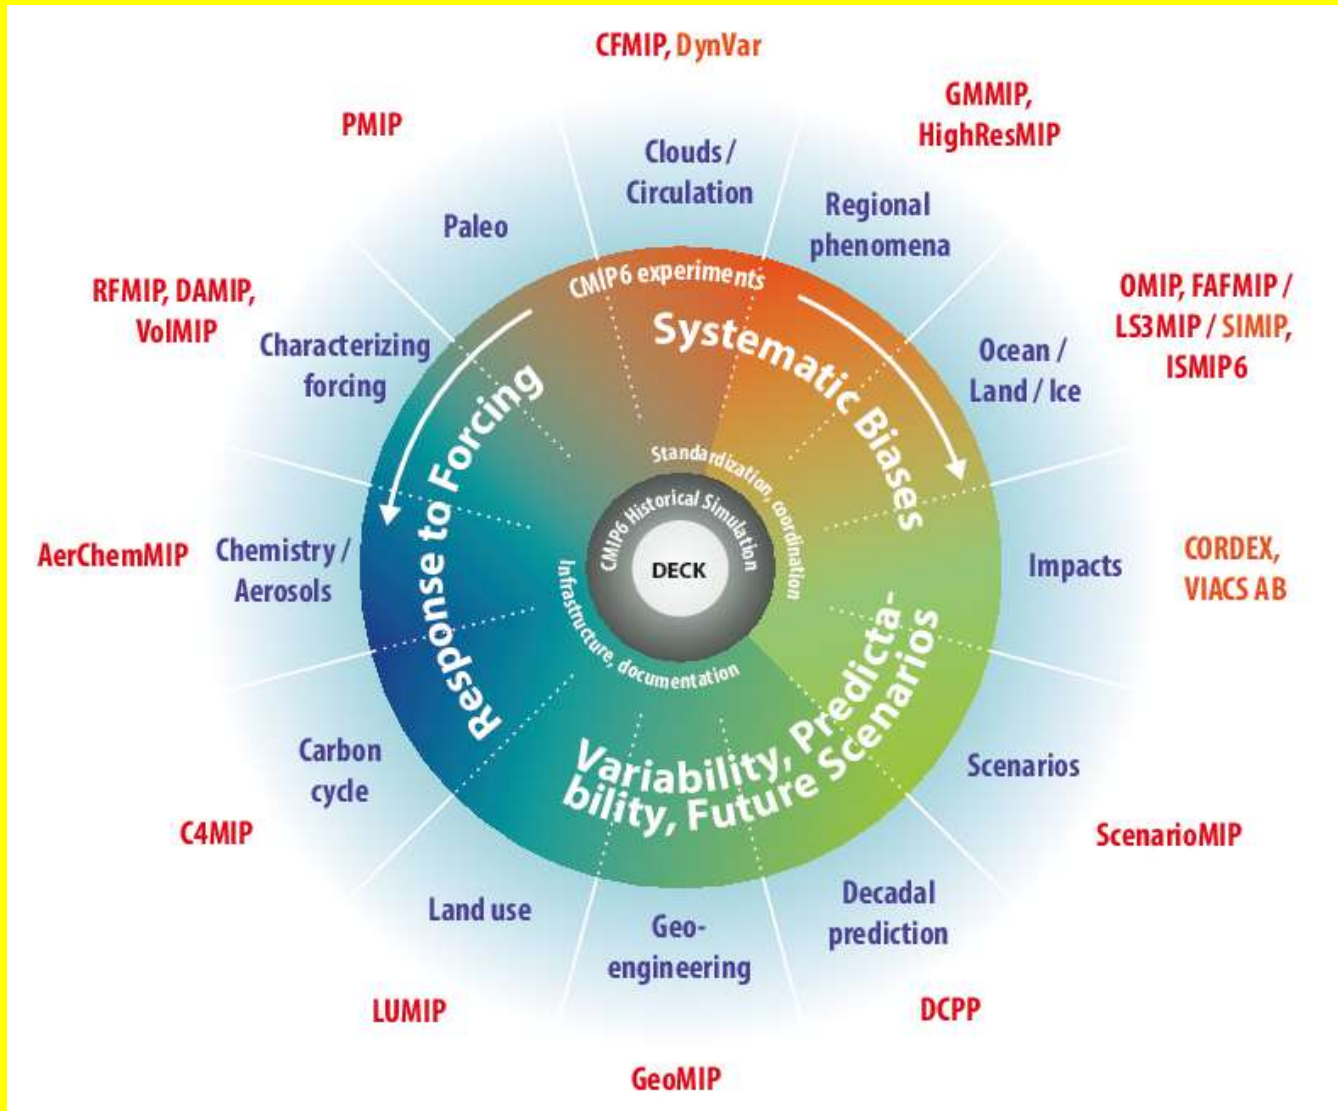 CFMIP, DynVar
GMMIP,
HighResMIP
PMIP
Clouds /
Circulation
Regional
phenomena
Paleo
CMIP6 experiments
RFMIP, DAMIP,
VolMIP
OMIP, FAFMIP /
LS3MIP / SIMIP,
ISMIP6
Characterizing
forcing
Ocean /
Land / Ice
Systematic Biases
Response to Forcing
Standardization, coordination
CMIP6 Historical Simulation
DECK
Infrastructure, documentation
AerChemMIP
Chemistry /
Aerosols
Impacts
CORDEX,
VIACS AB
Variability, Predicta-
bility, Future Scenarios
Carbon
cycle
Scenarios
C4MIP
ScenarioMIP
Land use
Geo-
engineering
Decadal
prediction
LUMIP
DCPP
GeoMIP